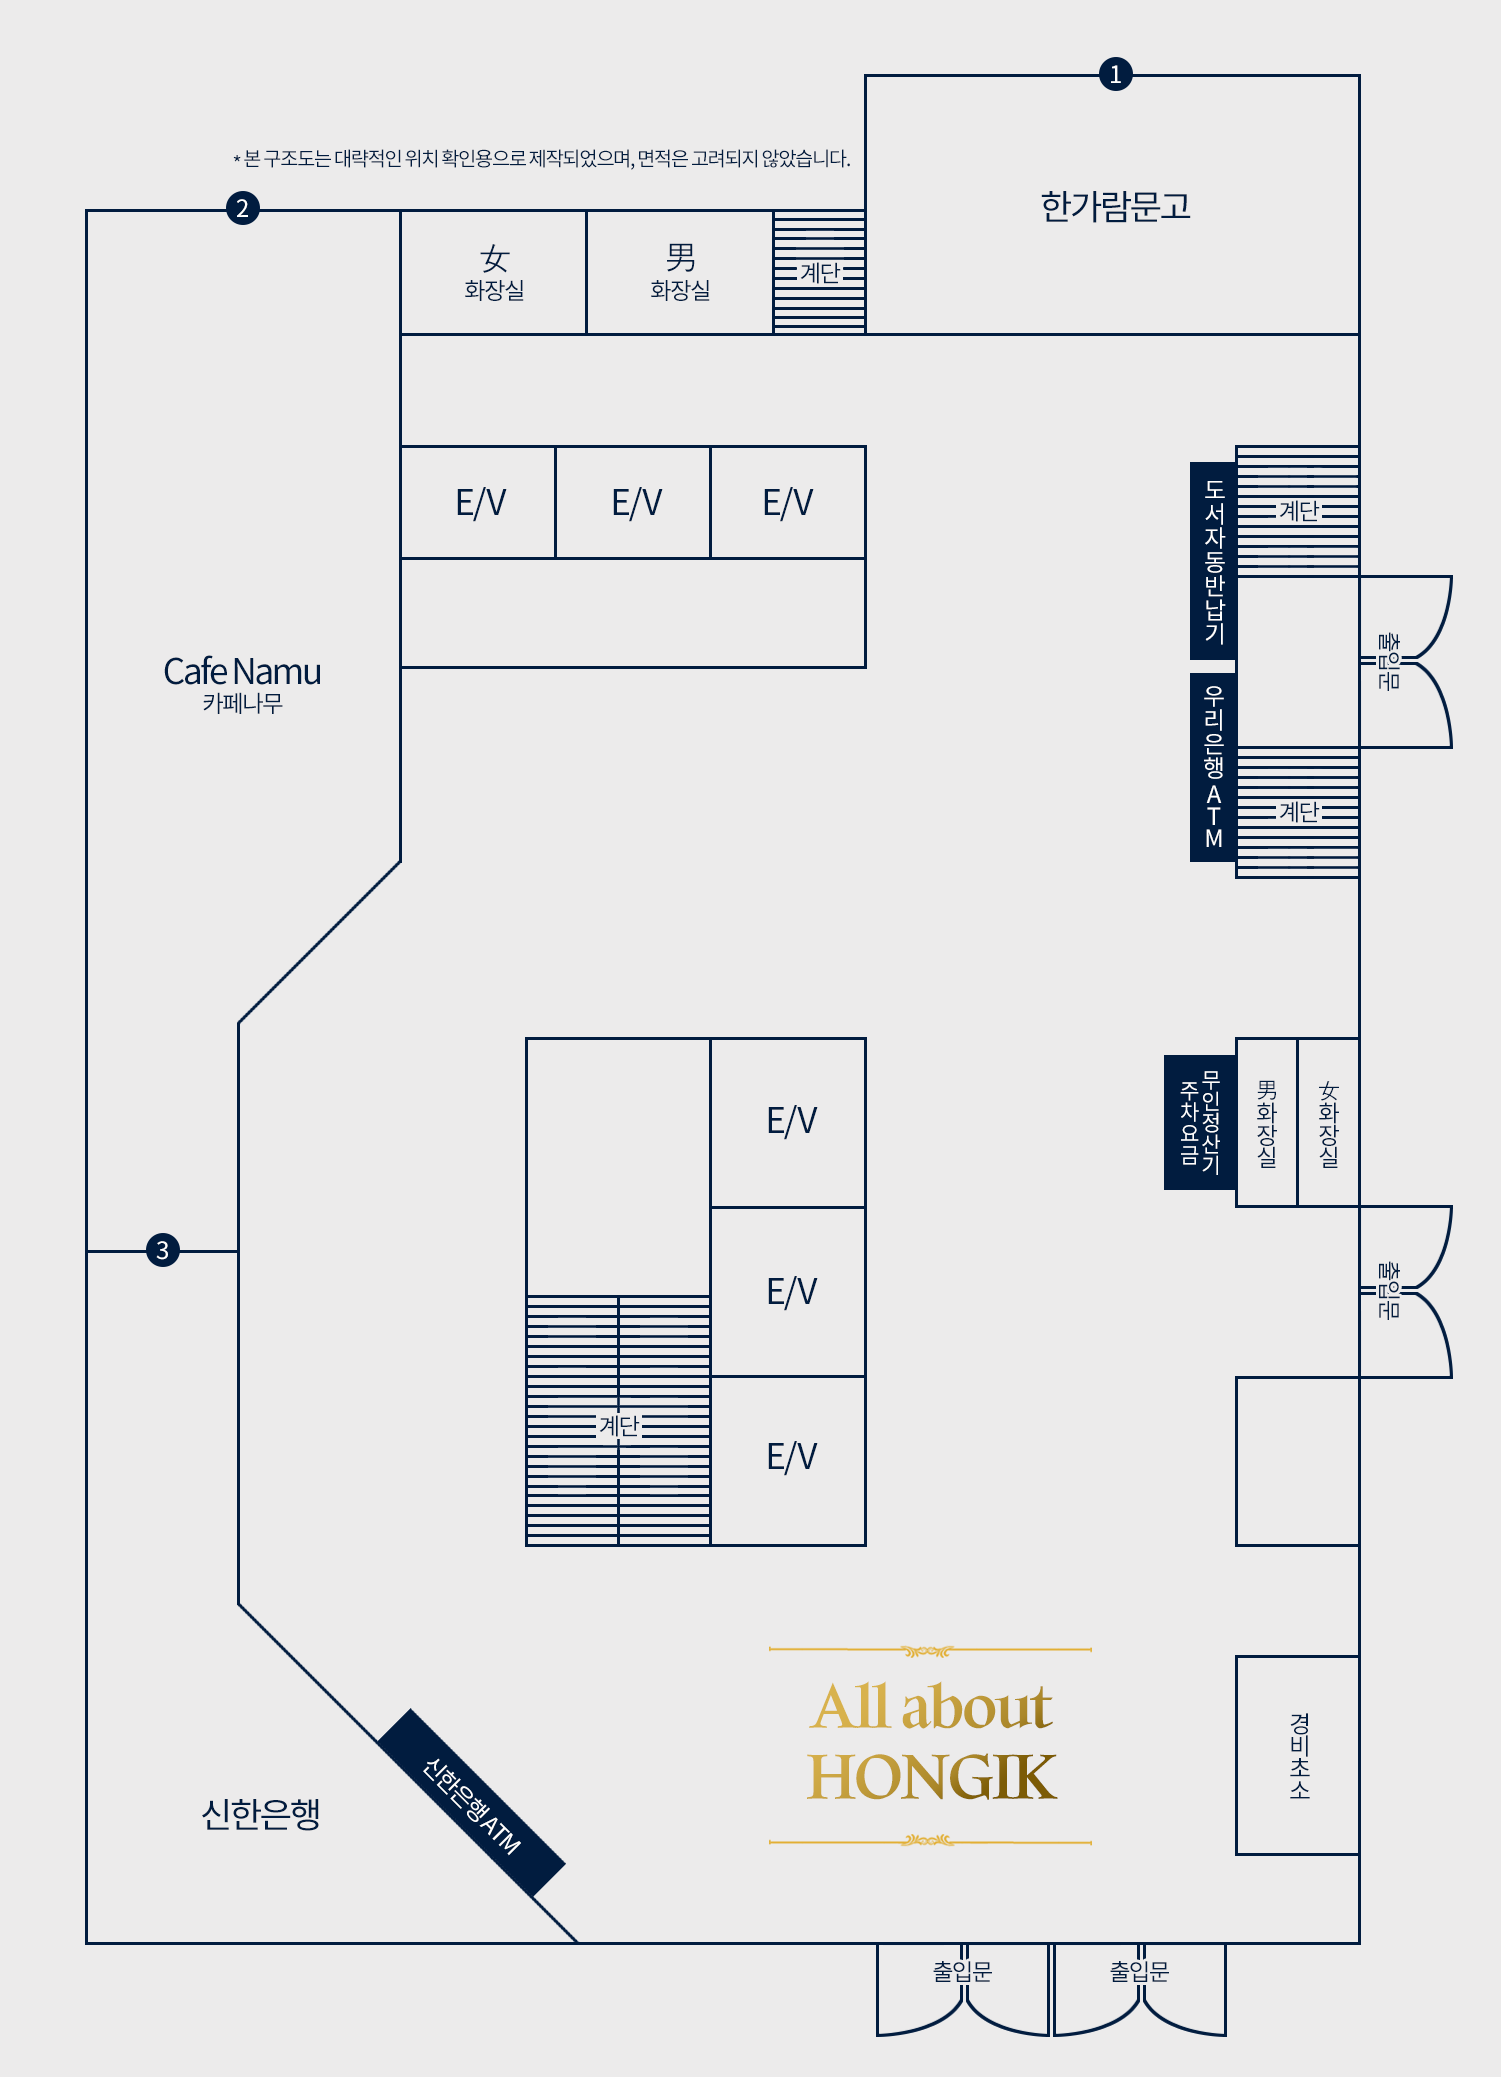 1
* 본 구조도는 대략적인 위치 확인용으로 제작되었으며, 면적은 고려되지 않았습니다.
한가람문고
2
女
화장실
男
화장실
계단
E/V
E/V
E/V
도서자동반납기
계단
출입문
Cafe Namu
카페나무
우리은행 ATM
계단
E/V
주차요금
무인정산기
男화장실
女화장실
3
E/V
출입문
계단
E/V
All about
HONGIK
경비초소
신한은행 ATM
신한은행
출입문
출입문